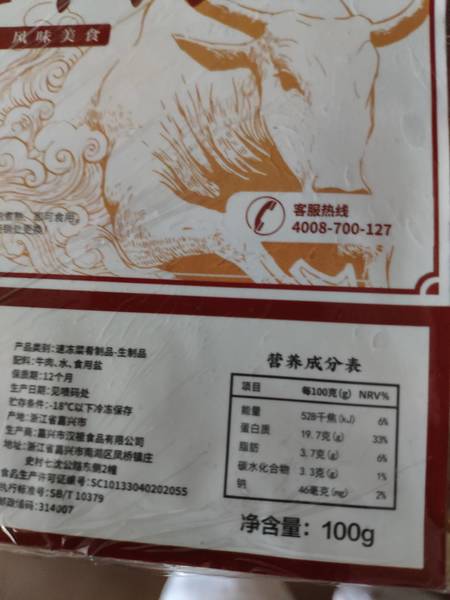 风味美食
即可食用。
客服热线
4008-700-127
产品类别:速冻菜肴制品-生制品
配料:牛肉、水、食用盐
保质期:12个月
生产日期:见喷码处
贮存条件:-18℃以下冷冻保存
产地:浙江省嘉兴市
生产商:嘉兴市汉褪食品有限公司
地址:浙江省嘉兴市南湖区凤桥镇庄
史村七沈公路东侧2幢
食品生产许可证编号:SC10133040202055
执行标准号:SB/T 10379
邮政编码:314007
营养成分表
项目 每100克(g) NRV%
能量 528千焦(kJ) 6%
蛋白质 19.7克(g) 33%
脂肪 3.7克(g) 6%
碳水化合物 3.3克(g) 1%
钠 46毫克(mg) 2%
净含量: 100g